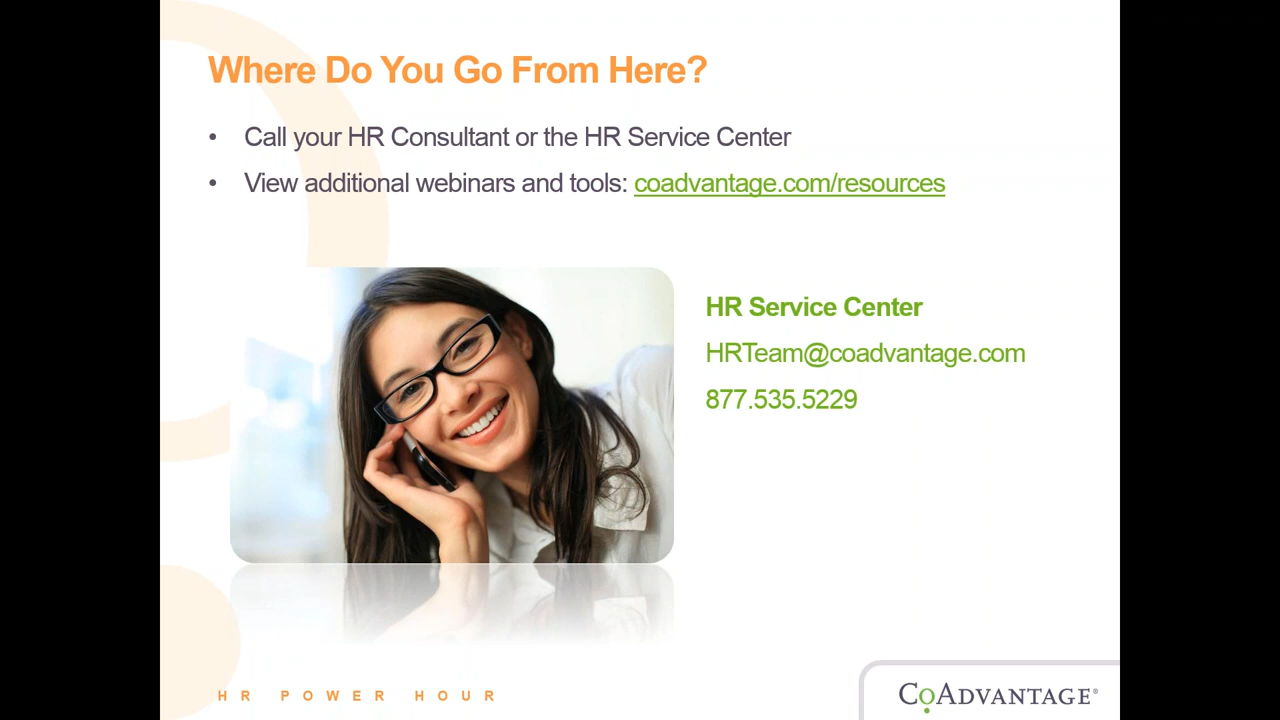 Where Do You Go From Here?
• Call your HR Consultant or the HR Service Center
• View additional webinars and tools: coadvantage.com/resources
HR Service Center
HRTeam@coadvantage.com
877.535.5229
HR POWER HOUR
CoAdvantage®